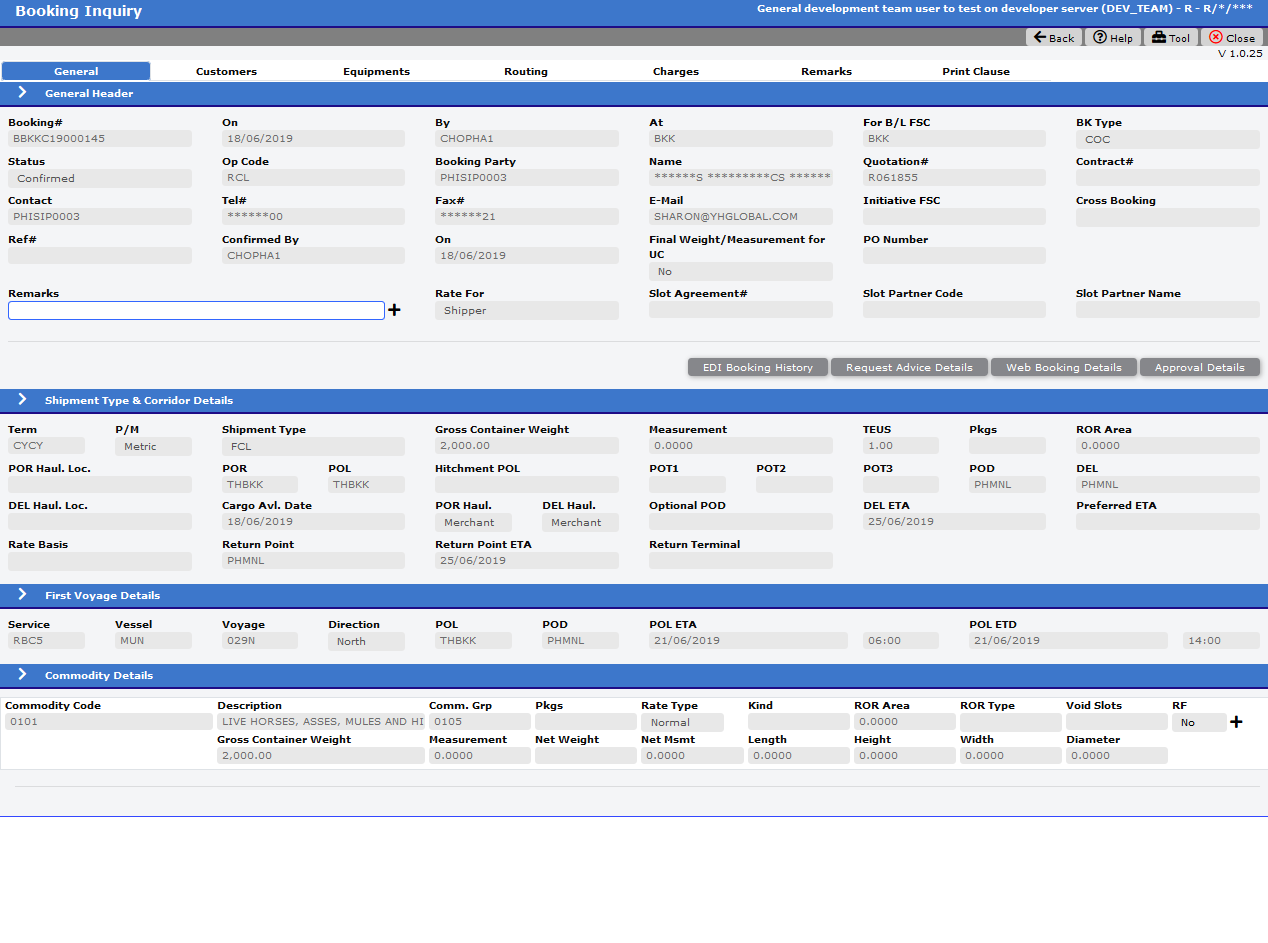 Booking Inquiry
General development team user to test on developer server (DEV_TEAM) - R - R/*/***
Back Help Tool Close
V 1.0.25
General Customers Equipments Routing Charges Remarks Print Clause
General Header
Booking# On By At For B/L FSC BK Type
BBKKC19000145 18/06/2019 CHOPHA1 BKK BKK COC
Status Op Code Booking Party Name Quotation# Contract#
Confirmed RCL PHISIP0003 ******S *********CS ****** R061855
Contact Tel# Fax# E-Mail Initiative FSC Cross Booking
PHISIP0003 ******00 ******21 SHARON@YHGLOBAL.COM
Ref# Confirmed By On Final Weight/Measurement for UC PO Number
CHOPHA1 18/06/2019 No
Remarks Rate For Slot Agreement# Slot Partner Code Slot Partner Name
Shipper
EDI Booking History Request Advice Details Web Booking Details Approval Details
Shipment Type & Corridor Details
Term P/M Shipment Type Gross Container Weight Measurement TEUS Pkgs ROR Area
CYCY Metric FCL 2,000.00 0.0000 1.00 0.0000
POR Haul. Loc. POR POL Hitchment POL POT1 POT2 POT3 POD DEL
THBKK THBKK PHMNL PHMNL
DEL Haul. Loc. Cargo Avl. Date POR Haul. DEL Haul. Optional POD DEL ETA Preferred ETA
18/06/2019 Merchant Merchant 25/06/2019
Rate Basis Return Point Return Point ETA Return Terminal
PHMNL 25/06/2019
First Voyage Details
Service Vessel Voyage Direction POL POD POL ETA POL ETD
RBC5 MUN 029N North THBKK PHMNL 21/06/2019 06:00 21/06/2019 14:00
Commodity Details
Commodity Code Description Comm. Grp Pkgs Rate Type Kind ROR Area ROR Type Void Slots RF
0101 LIVE HORSES, ASSES, MULES AND HI 0105 Normal 0.0000 No
Gross Container Weight Measurement Net Weight Net Msmt Length Height Width Diameter
2,000.00 0.0000 0.0000 0.0000 0.0000 0.0000 0.0000